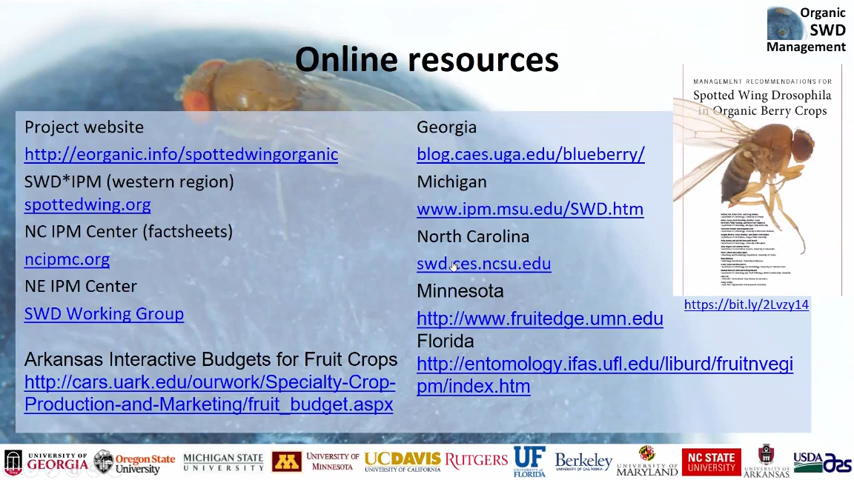 Organic
SWD
Management
Online resources
Project website
http://eorganic.info/spottedwingorganic
SWD*IPM (western region)
spottedwing.org
NC IPM Center (factsheets)
ncipmc.org
NE IPM Center
SWD Working Group
Arkansas Interactive Budgets for Fruit Crops
http://cars.uark.edu/ourwork/Specialty-Crop-
Production-and-Marketing/fruit_budget.aspx
Georgia
blog.caes.uga.edu/blueberry/
Michigan
www.ipm.msu.edu/SWD.htm
North Carolina
swd.ces.ncsu.edu
Minnesota
http://www.fruitedge.umn.edu
Florida
http://entomology.ifas.ufl.edu/liburd/fruitnvegi
pm/index.htm
MANAGEMENT RECOMMENDATIONS FOR
Spotted Wing Drosophila
in Organic Berry Crops
https://bit.ly/2Lvzy14
UNIVERSITY OF
GEORGIA
Oregon State
University
MICHIGAN STATE
UNIVERSITY
M
UNIVERSITY OF
MINNESOTA
UCDAVIS
UNIVERSITY OF CALIFORNIA
RUTGERS
UF
UNIVERSITY of
FLORIDA
Berkeley
UNIVERSITY OF CALIFORNIA
UNIVERSITY OF
MARYLAND
NC STATE
UNIVERSITY
UNIVERSITY OF
ARKANSAS
USDA